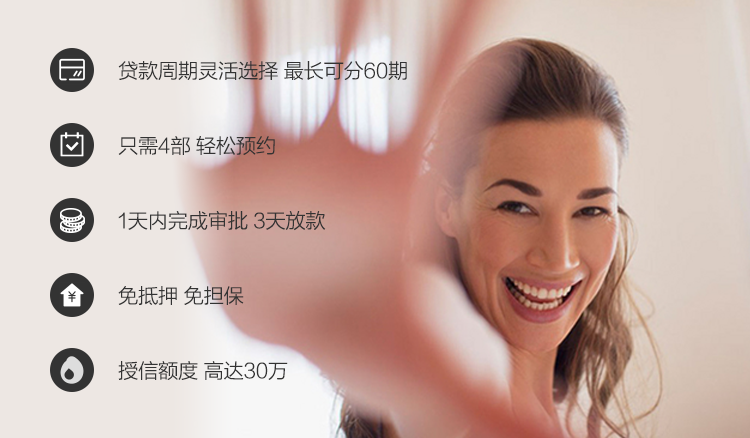 贷款周期灵活选择 最长可分60期
只需4部 轻松预约
1天内完成审批 3天放款
免抵押 免担保
授信额度 高达30万